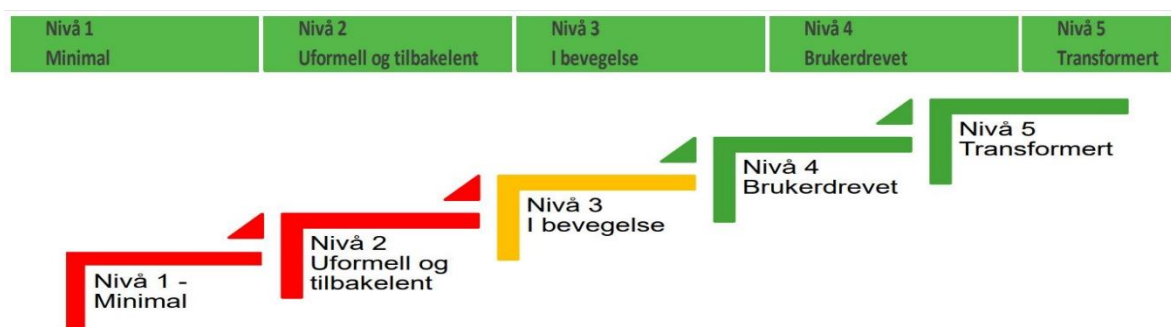 Nivå 1
Minimal
Nivå 2
Uformell og tilbakelent
Nivå 3
I bevegelse
Nivå 4
Brukerdrevet
Nivå 5
Transformert
Nivå 1 -
Minimal
Nivå 2
Uformell og
tilbakelent
Nivå 3
I bevegelse
Nivå 4
Brukerdrevet
Nivå 5
Transformert